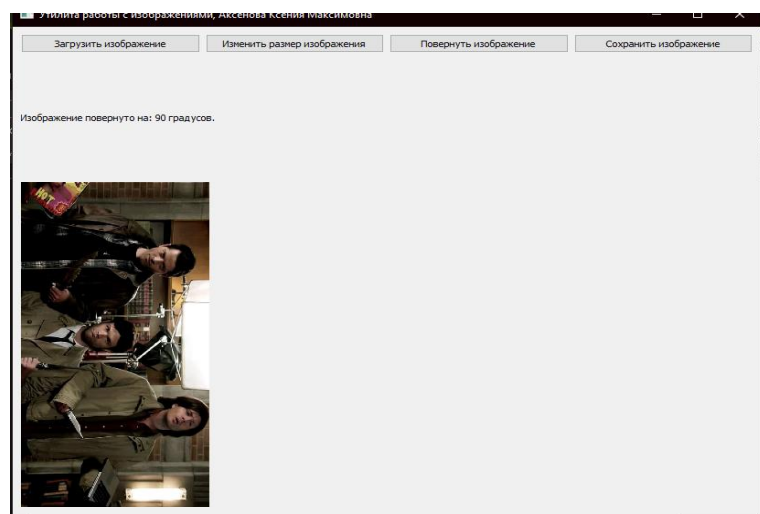 Утилита работы с изображениями, Аксенова Ксения Максимовна
Загрузить изображение Изменить размер изображения Повернуть изображение Сохранить изображение
Изображение повернуто на: 90 градусов.
HOT